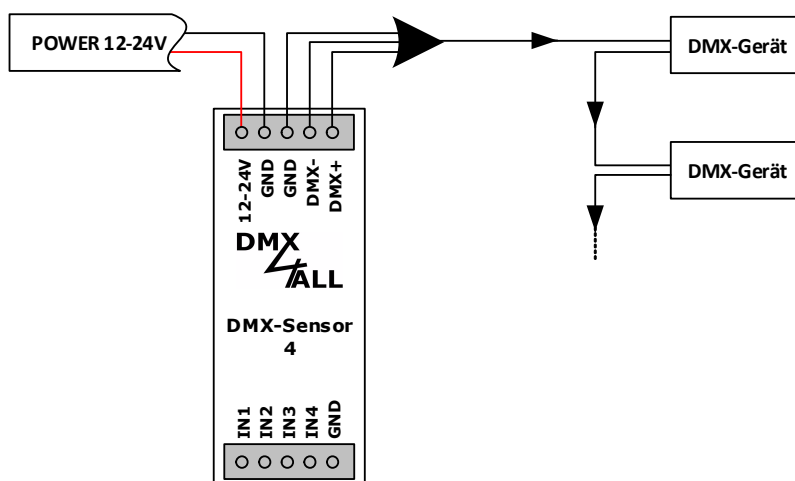 POWER 12-24V
DMX-Gerät
DMX-Gerät
12-24V
GND
GND
DMX-
DMX+
DMX
4
ALL
DMX-Sensor
4
IN1
IN2
IN3
IN4
GND